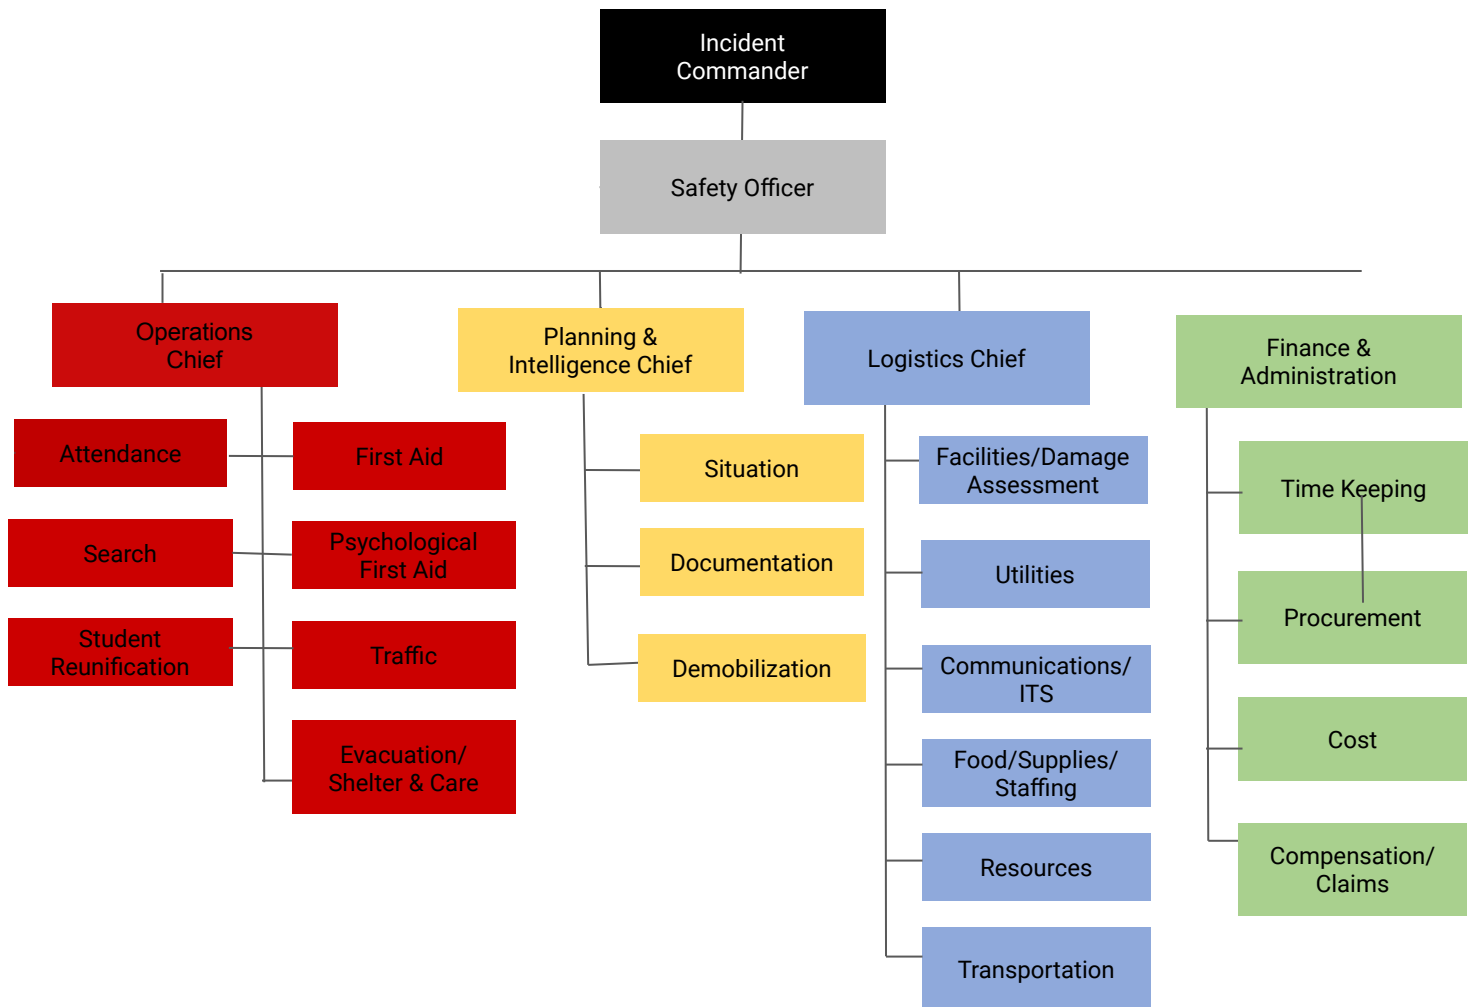 Incident
Commander
Safety Officer
Operations
Chief
Attendance
First Aid
Search
Psychological
First Aid
Student
Reunification
Traffic
Evacuation/
Shelter & Care
Planning &
Intelligence Chief
Situation
Documentation
Demobilization
Logistics Chief
Facilities/Damage
Assessment
Utilities
Communications/
ITS
Food/Supplies/
Staffing
Resources
Transportation
Finance &
Administration
Time Keeping
Procurement
Cost
Compensation/
Claims